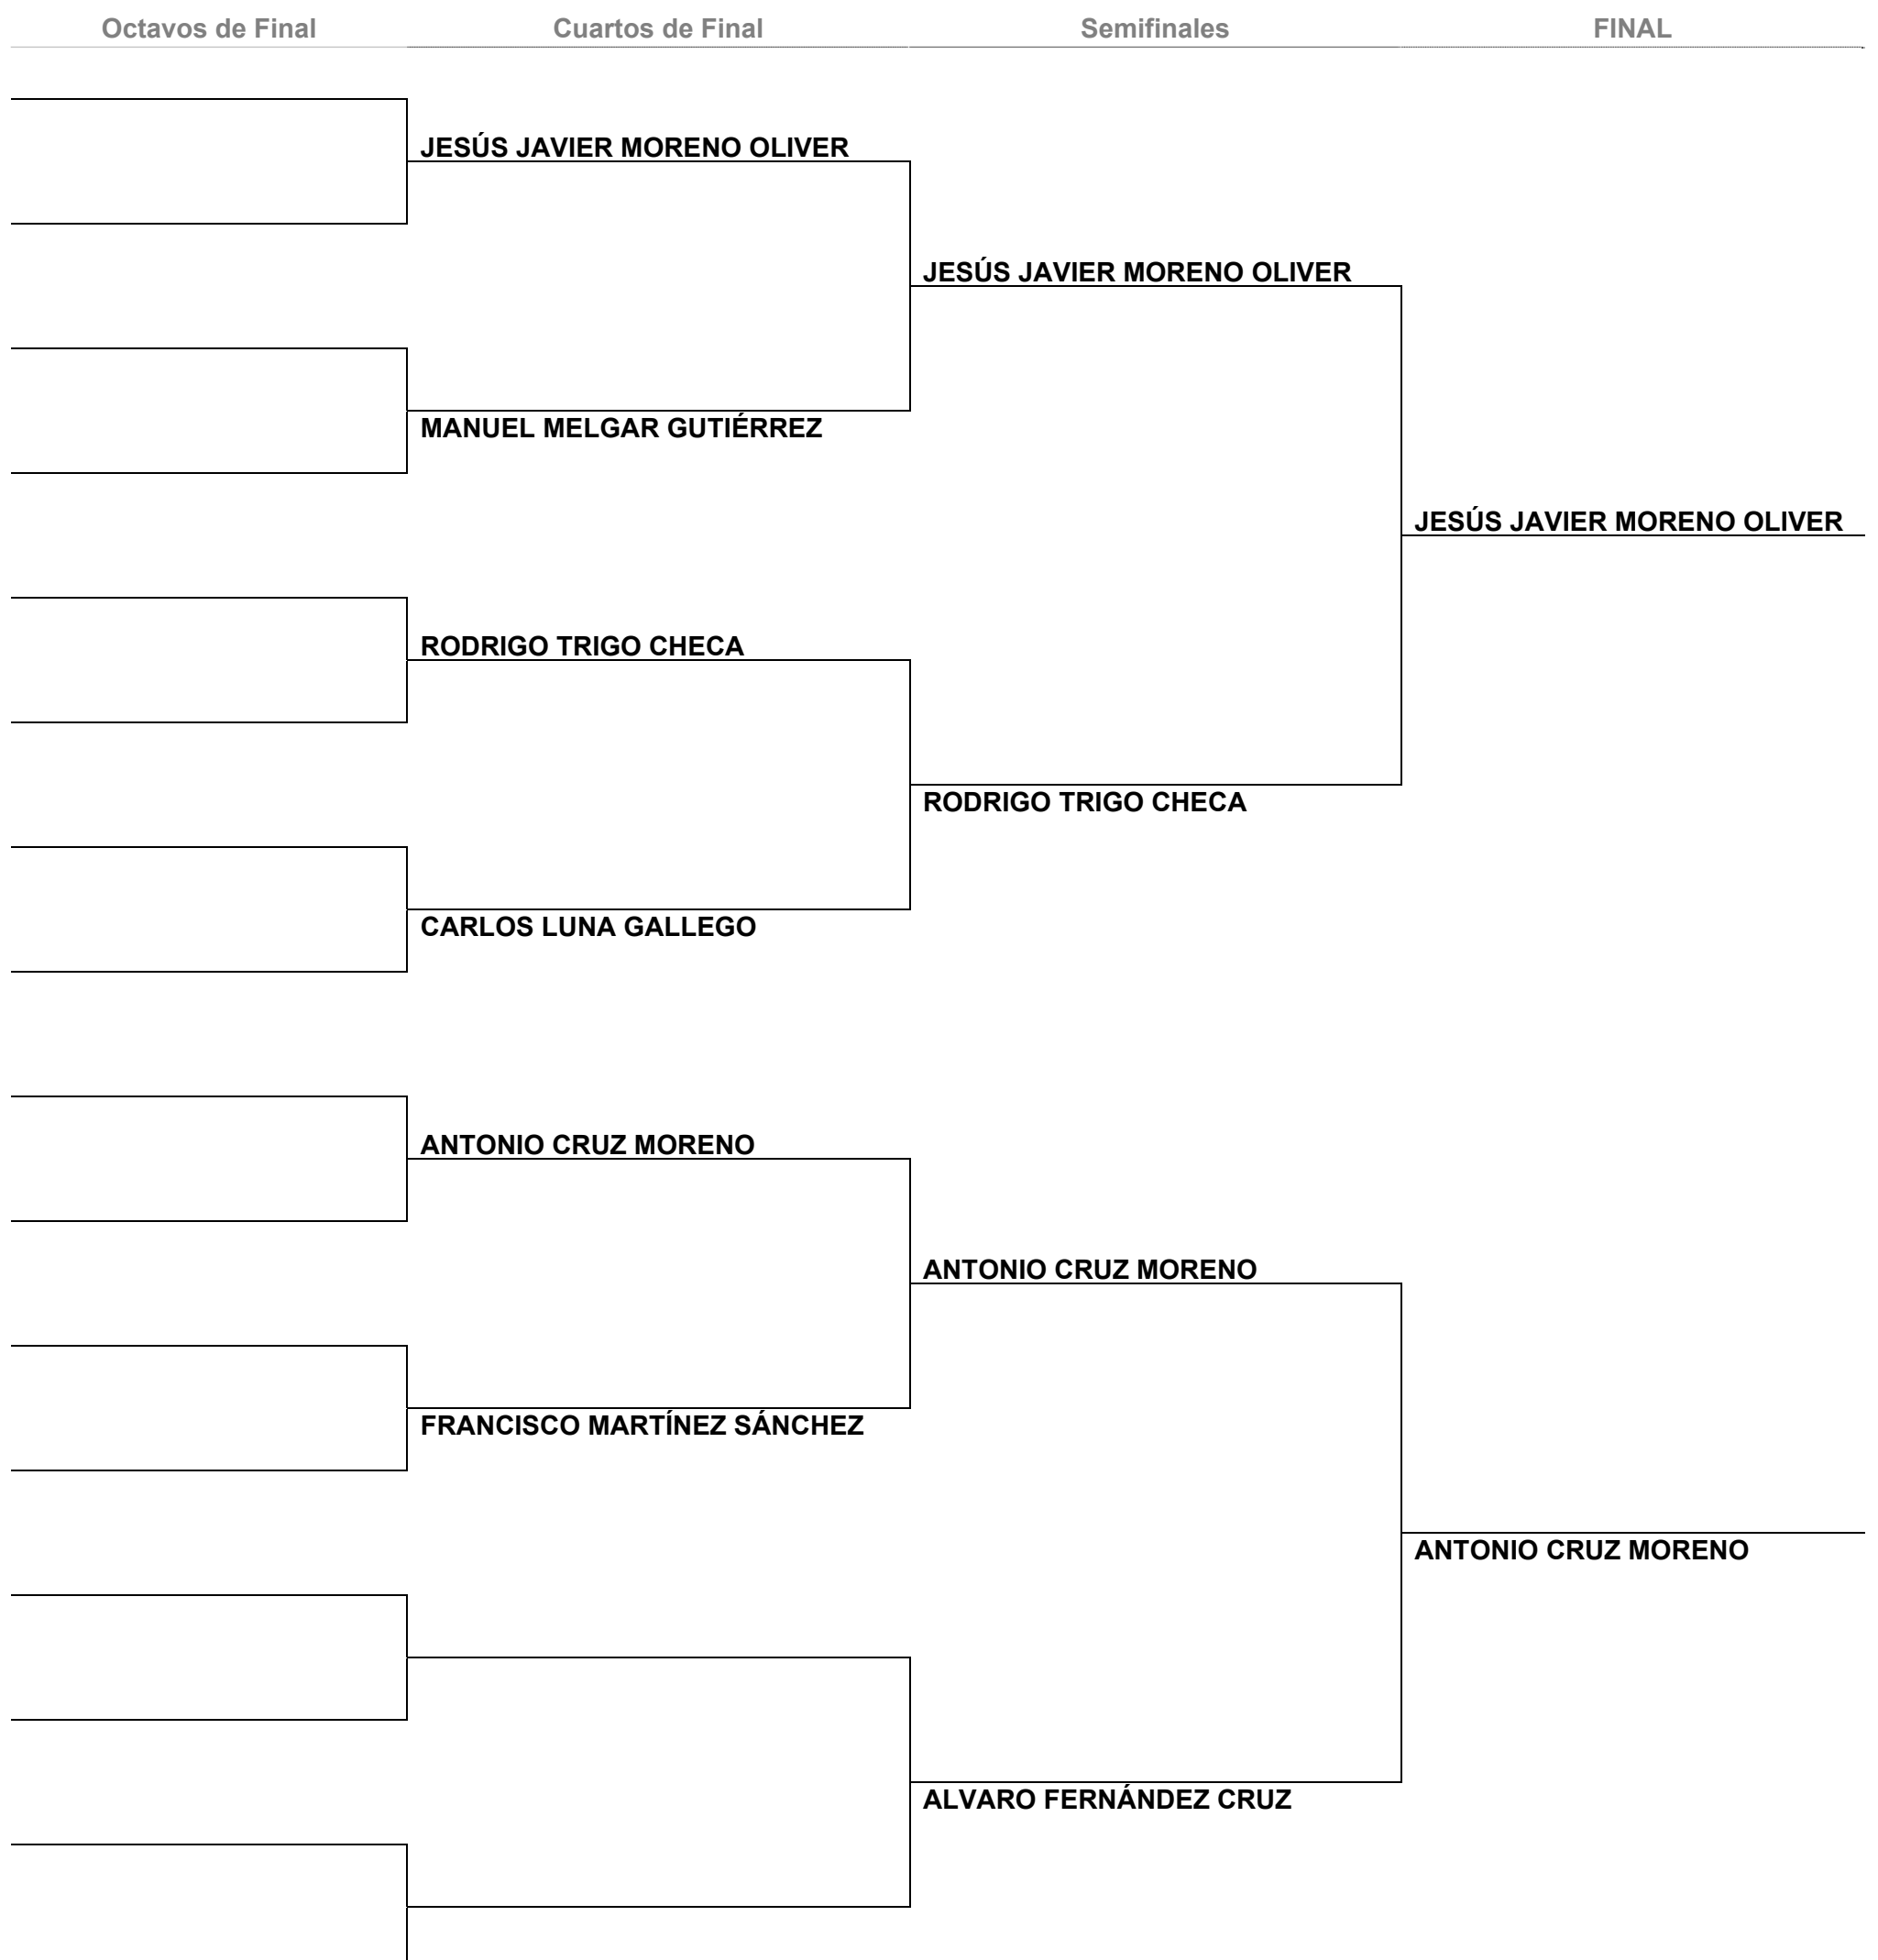 Octavos de Final Cuartos de Final Semifinales FINAL
JESÚS JAVIER MORENO OLIVER
JESÚS JAVIER MORENO OLIVER
MANUEL MELGAR GUTIÉRREZ
JESÚS JAVIER MORENO OLIVER
RODRIGO TRIGO CHECA
RODRIGO TRIGO CHECA
CARLOS LUNA GALLEGO
ANTONIO CRUZ MORENO
ANTONIO CRUZ MORENO
FRANCISCO MARTÍNEZ SÁNCHEZ
ANTONIO CRUZ MORENO
ALVARO FERNÁNDEZ CRUZ